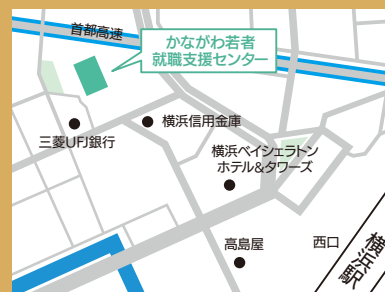 首都高速
かながわ若者
就職支援センター
横浜信用金庫
三菱UFJ銀行
横浜ベイシェラトン
ホテル&タワーズ
高島屋
西口
横浜駅